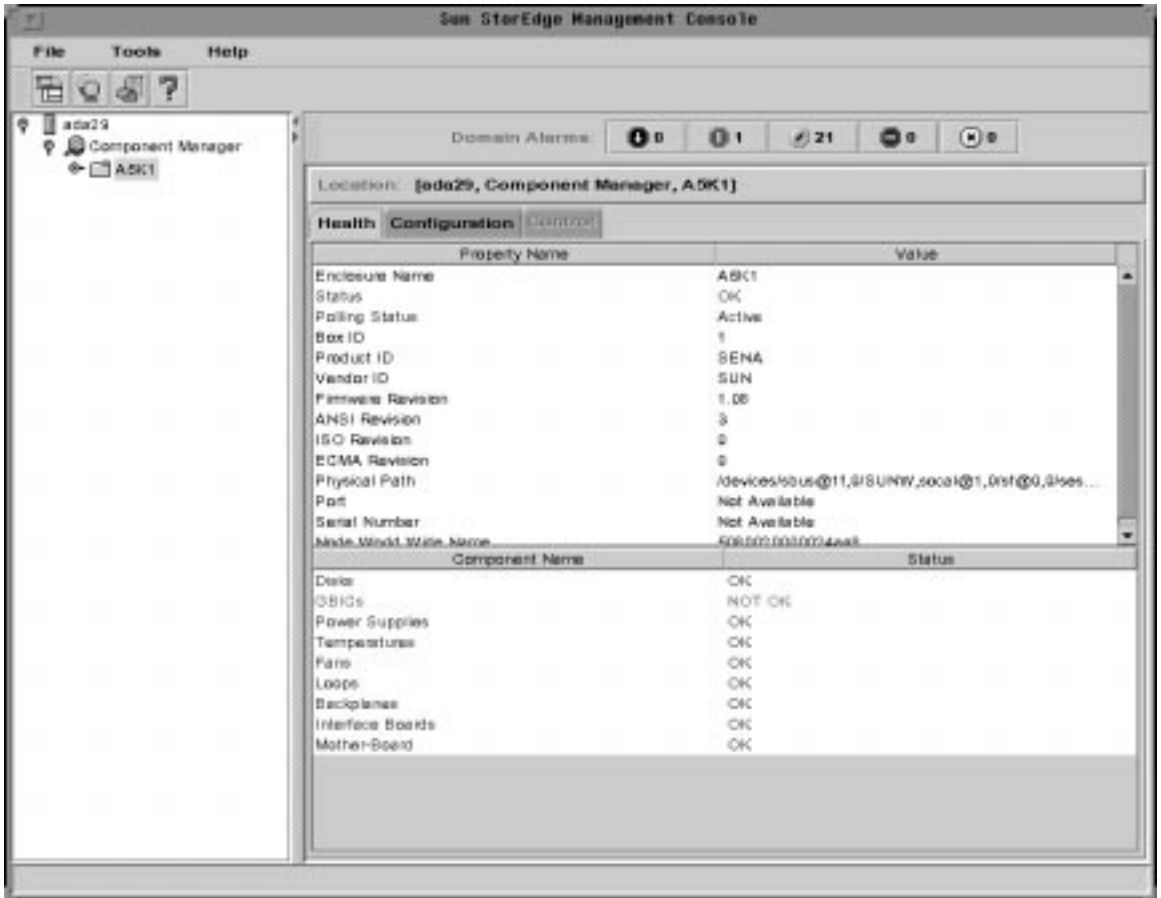 Sun StorEdge Management Console
File Tools Help
ada29
Component Manager
A5K1
Domain Alarms: 0 1 21 0 0
Location: [ada29, Component Manager, A5K1]
Health Configuration Control
Property Name Value
Enclosure Name A5K1
Status OK
Polling Status Active
Box ID 1
Product ID SENA
Vendor ID SUN
Firmware Revision 1.08
ANSI Revision 3
ISO Revision 0
ECMA Revision 0
Physical Path /devices/sbus@11,0/SUNW,socal@1,0/sf@0,0/ses...
Port Not Available
Serial Number Not Available
Node World Wide Name
Component Name Status
Disks OK
GBICs NOT OK
Power Supplies OK
Temperatures OK
Fans OK
Loops OK
Backplanes OK
Interface Boards OK
Mother-Board OK